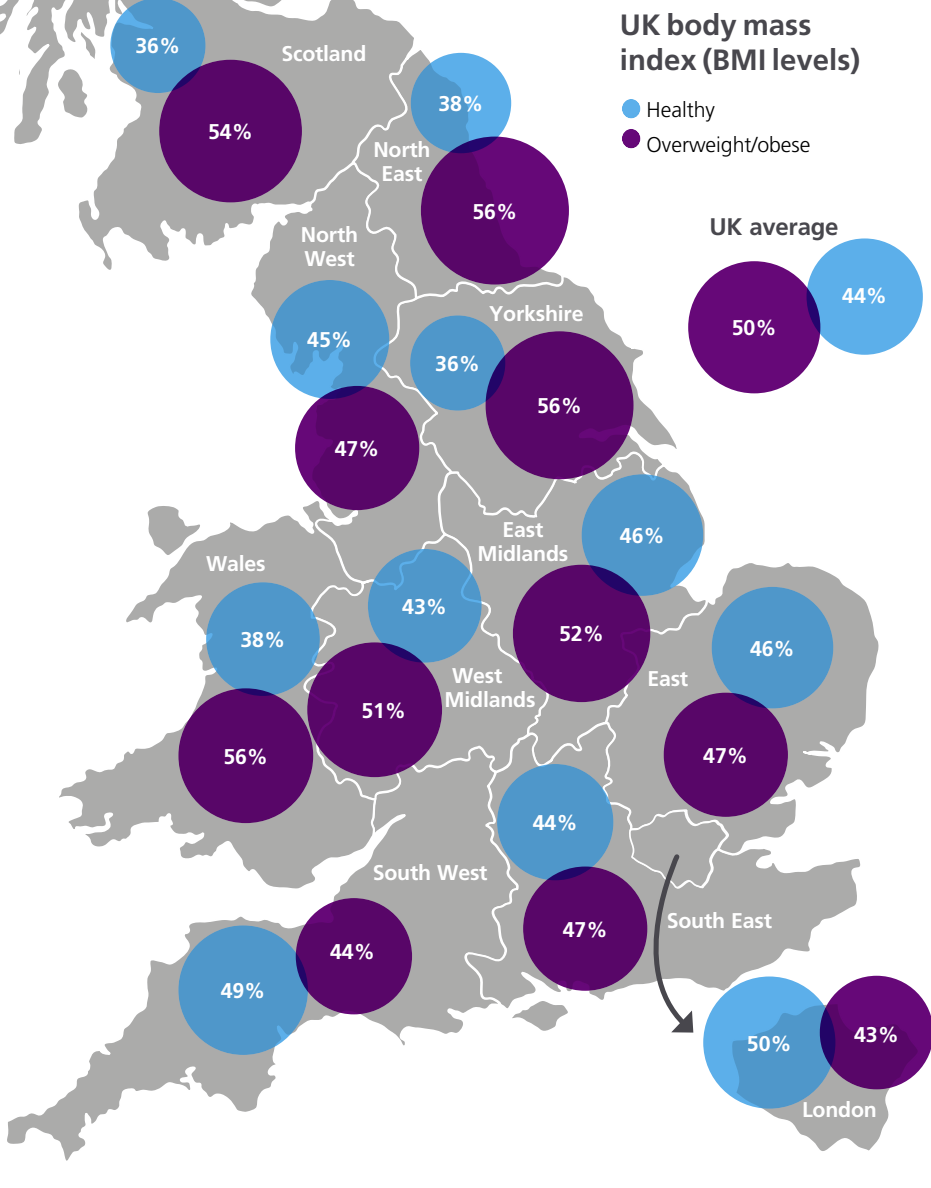 UK body mass
index (BMI levels)
Healthy
Overweight/obese
UK average
50%
44%
36%
Scotland
54%
38%
North
East
56%
North
West
45%
47%
Yorkshire
36%
56%
East
Midlands
46%
52%
Wales
38%
56%
43%
West
Midlands
51%
East
46%
47%
44%
South East
47%
South West
44%
49%
50%
43%
London